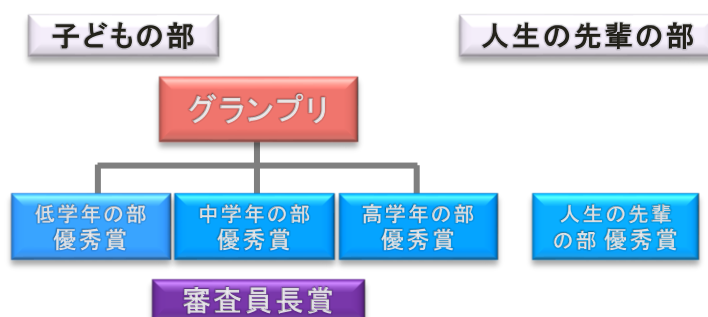 子どもの部
人生の先輩の部
グランプリ
低学年の部
優秀賞
中学年の部
優秀賞
高学年の部
優秀賞
人生の先輩
の部 優秀賞
審査員長賞